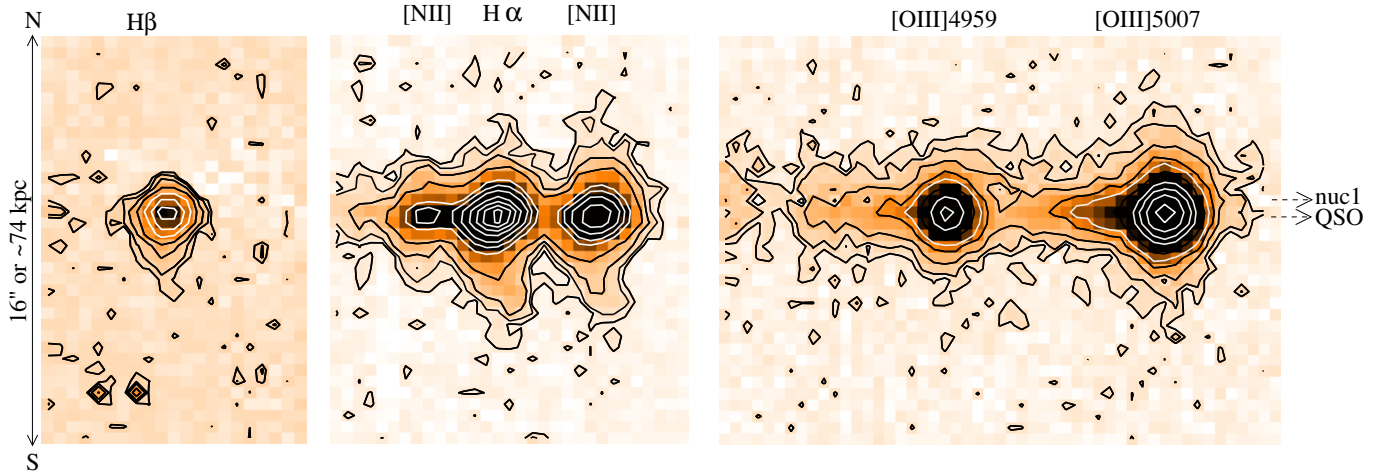 N
Hβ
[NII]
H α
[NII]
[OIII]4959
[OIII]5007
16" or ~74 kpc
nuc1
QSO
S